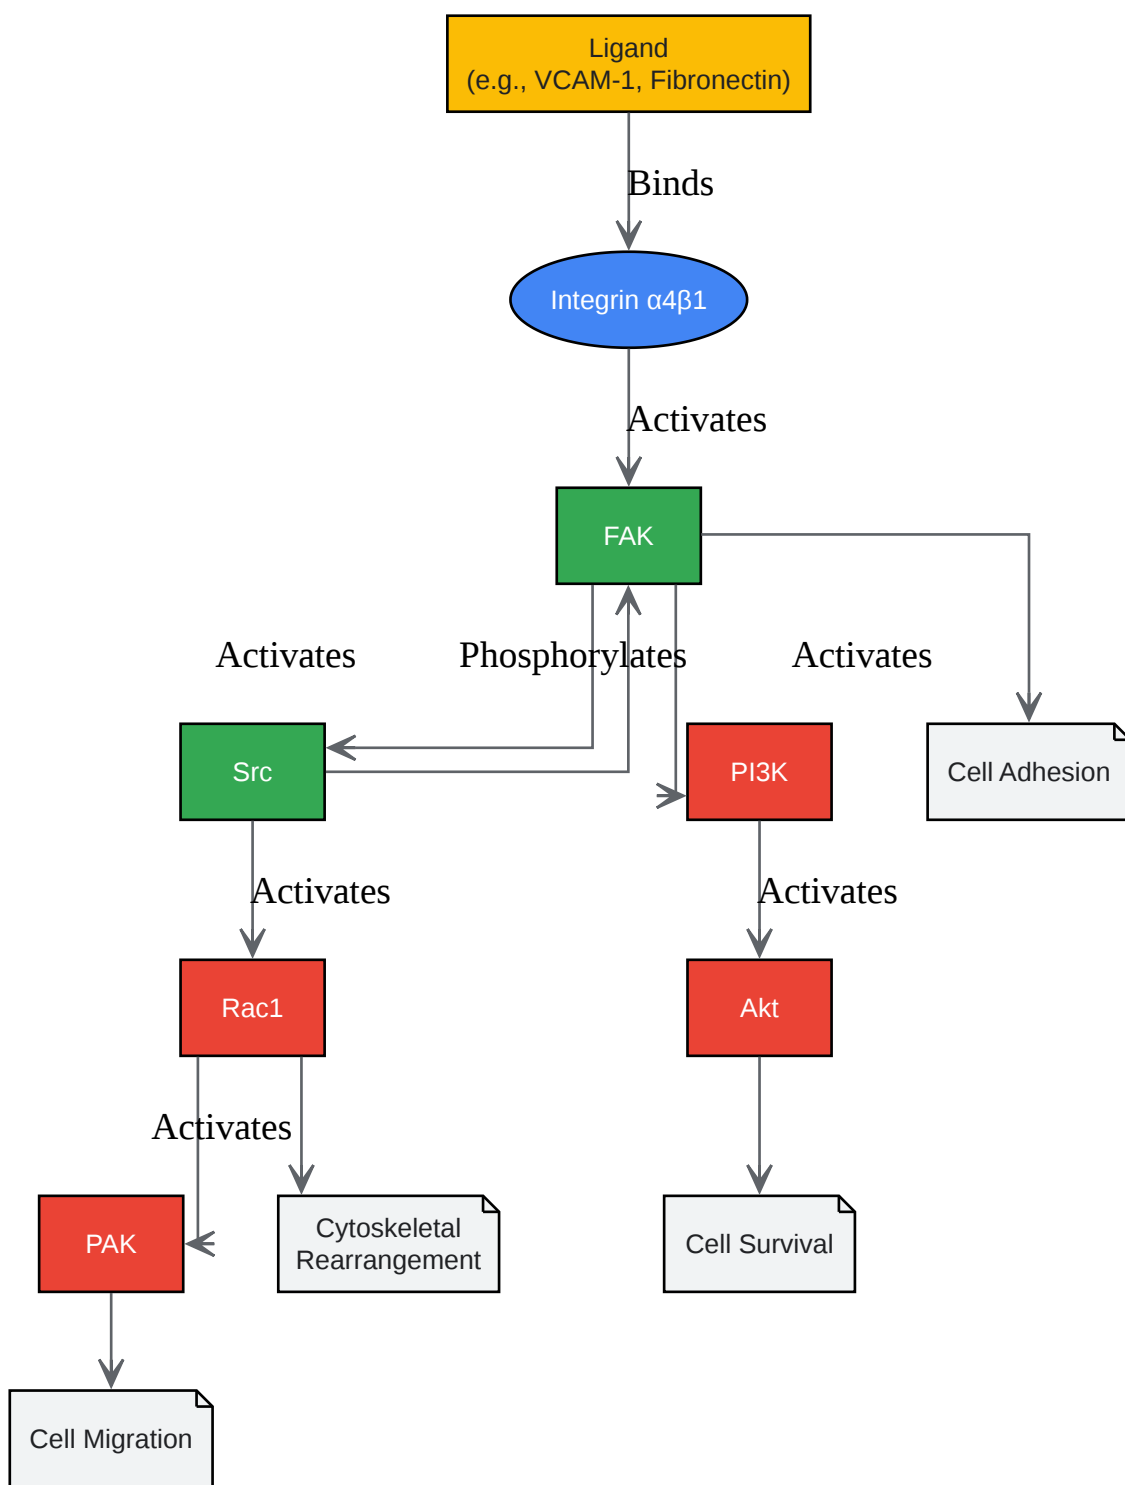 Ligand
(e.g., VCAM-1, Fibronectin)
Binds
Integrin α4β1
Activates
FAK
Activates
Phosphorylates
Activates
Src
PI3K
Cell Adhesion
Activates
Activates
Rac1
Akt
Activates
PAK
Cytoskeletal
Rearrangement
Cell Survival
Cell Migration